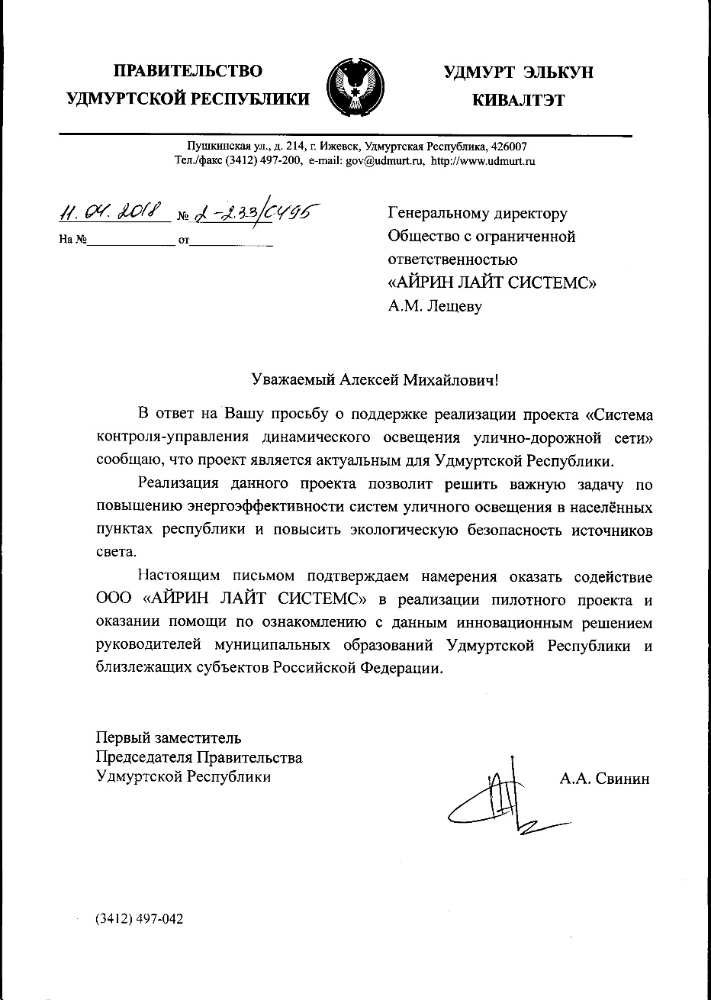 ПРАВИТЕЛЬСТВО
УДМУРТСКОЙ РЕСПУБЛИКИ
УДМУРТ ЭЛЬКУН
КИВАЛТЭТ
Пушкинская ул., д. 214, г. Ижевск, Удмуртская Республика, 426007
Тел./факс (3412) 497-200, e-mail: gov@udmurt.ru, http://www.udmurt.ru
11.04.2018 № 2-233/0495
На №____________ от____________
Генеральному директору
Общество с ограниченной
ответственностью
«АЙРИН ЛАЙТ СИСТЕМС»
А.М. Лещеву
Уважаемый Алексей Михайлович!
В ответ на Вашу просьбу о поддержке реализации проекта «Система
контроля-управления динамического освещения улично-дорожной сети»
сообщаю, что проект является актуальным для Удмуртской Республики.
Реализация данного проекта позволит решить важную задачу по
повышению энергоэффективности систем уличного освещения в населённых
пунктах республики и повысить экологическую безопасность источников
света.
Настоящим письмом подтверждаем намерения оказать содействие
ООО «АЙРИН ЛАЙТ СИСТЕМС» в реализации пилотного проекта и
оказании помощи по ознакомлению с данным инновационным решением
руководителей муниципальных образований Удмуртской Республики и
близлежащих субъектов Российской Федерации.
Первый заместитель
Председателя Правительства
Удмуртской Республики
А.А. Свинин
(3412) 497-042